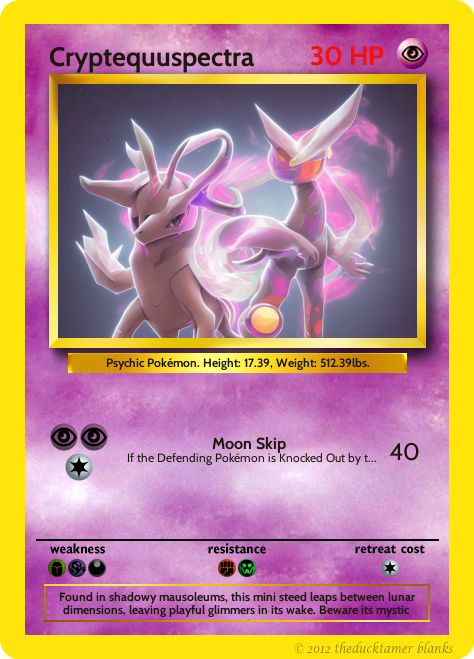 Cryptequuspectra 30 HP
Psychic Pokémon. Height: 17.39, Weight: 512.39lbs.
Moon Skip
If the Defending Pokémon is Knocked Out by t... 40
weakness resistance retreat cost
Found in shadowy mausoleums, this mini steed leaps between lunar
dimensions, leaving playful glimmers in its wake. Beware its mystic
© 2012 theducktamer blanks